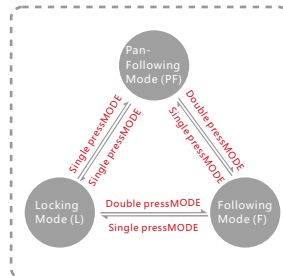 Pan-
Following
Mode (PF)
Single pressMODE
Single pressMODE
Double pressMODE
Single pressMODE
Locking
Mode (L)
Double pressMODE
Single pressMODE
Following
Mode (F)